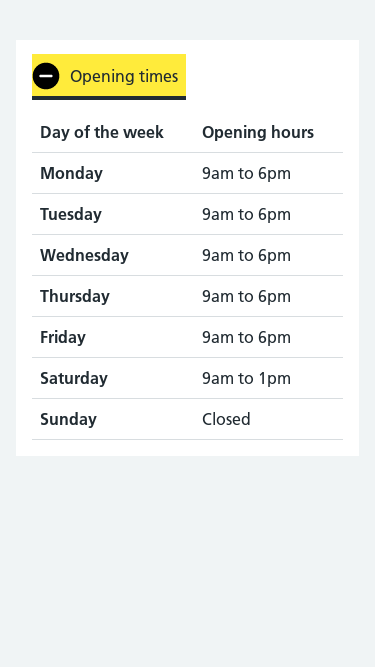 Opening times
Day of the week Opening hours
Monday 9am to 6pm
Tuesday 9am to 6pm
Wednesday 9am to 6pm
Thursday 9am to 6pm
Friday 9am to 6pm
Saturday 9am to 1pm
Sunday Closed